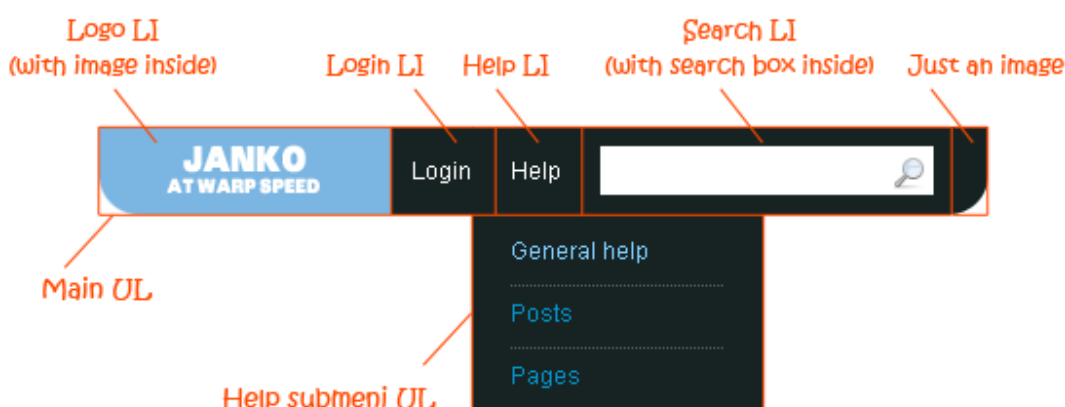 Logo LI
(with image inside)
Login LI
Help LI
Search LI
(with search box inside)
Just an image
JANKO
AT WARP SPEED
Login
Help
General help
Main UL
Posts
Pages
Help submeni UL